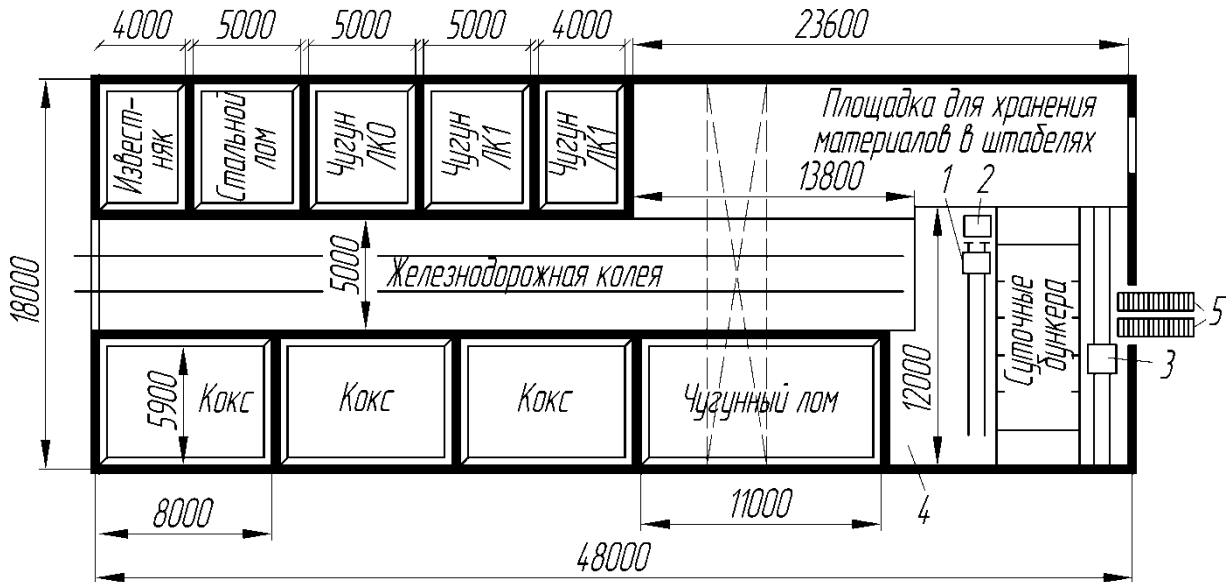 4000
5000
5000
5000
4000
23600
Извест-
няк
Стальной
лом
Чугун
ЛК0
Чугун
ЛК1
Чугун
ЛК1
Площадка для хранения
материалов в штабелях
13800
1
2
18000
5000
Железнодорожная колея
Суточные
бункера
5
3
12000
5900
Кокс
Кокс
Кокс
Чугунный лом
4
8000
11000
48000